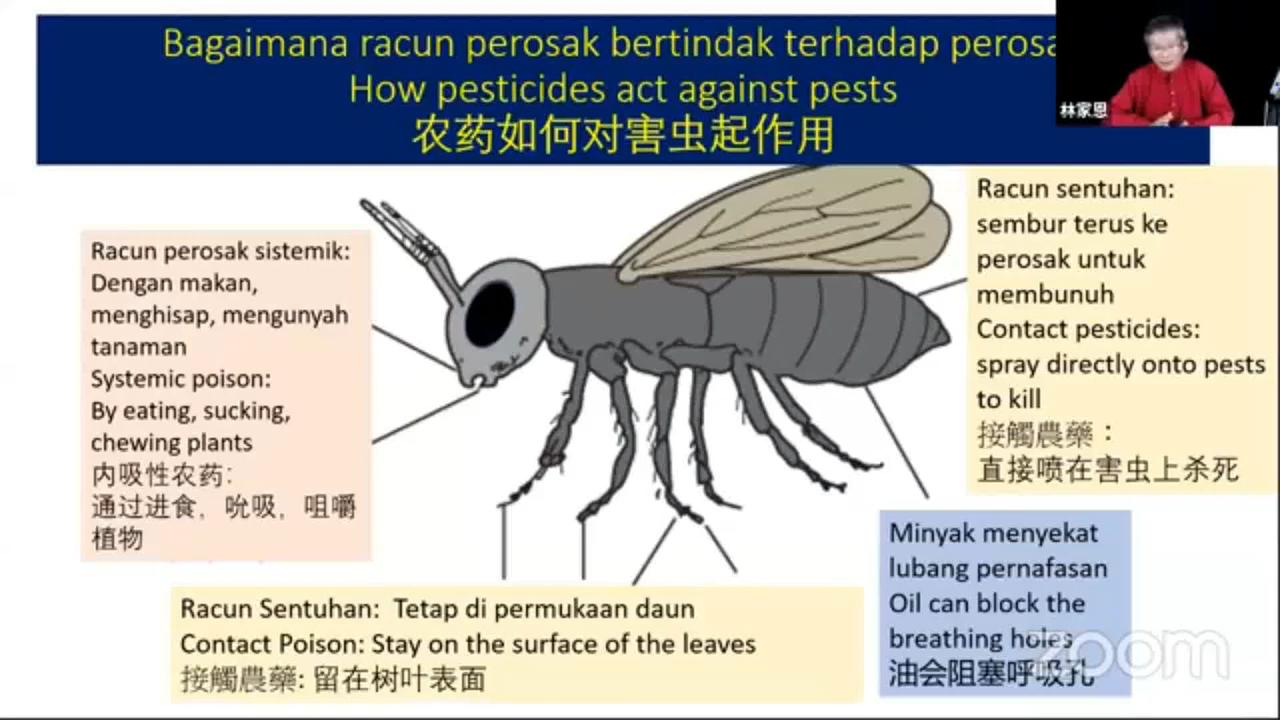 Bagaimana racun perosak bertindak terhadap
How pesticides act against pests
农药如何对害虫起作用
林家恩
Racun perosak sistemik:
Dengan makan,
menghisap, mengunyah
tanaman
Systemic poison:
By eating, sucking,
chewing plants
内吸性农药:
通过进食，吮吸，咀嚼
植物
Racun sentuhan:
sembur terus ke
perosak untuk
membunuh
Contact pesticides:
spray directly onto pests
to kill
接觸農藥：
直接喷在害虫上杀死
Racun Sentuhan: Tetap di permukaan daun
Contact Poison: Stay on the surface of the leaves
接觸農藥: 留在树叶表面
Minyak menyekat
lubang pernafasan
Oil can block the
breathing holes
油会阻塞呼吸孔
zoom